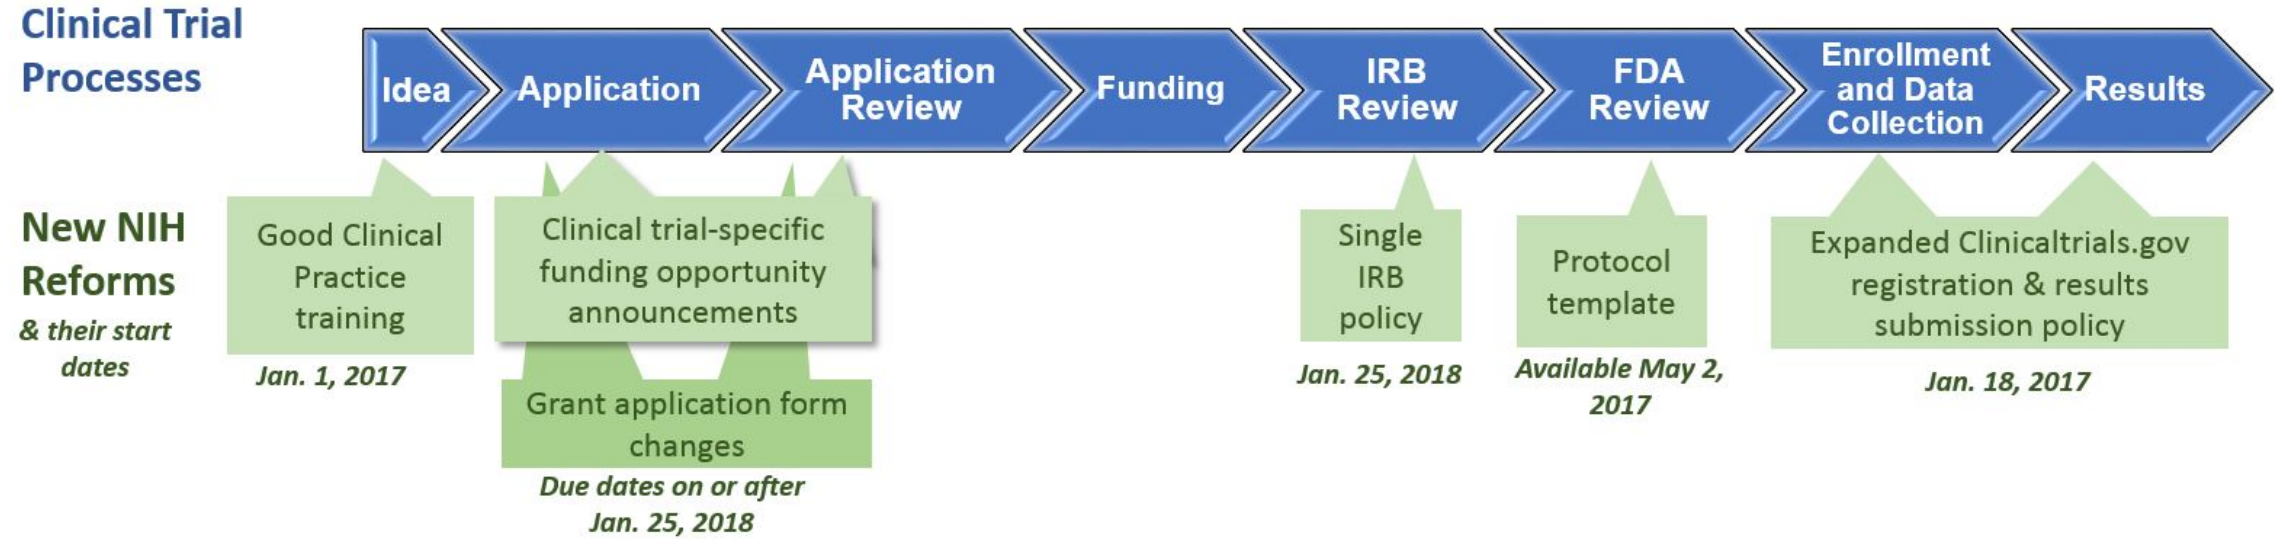 Clinical Trial
Processes
Idea
Application
Application
Review
Funding
IRB
Review
FDA
Review
Enrollment
and Data
Collection
Results
New NIH
Reforms
& their start
dates
Good Clinical
Practice
training
Jan. 1, 2017
Clinical trial-specific
funding opportunity
announcements
Grant application form
changes
Due dates on or after
Jan. 25, 2018
Single
IRB
policy
Jan. 25, 2018
Protocol
template
Available May 2,
2017
Expanded Clinicaltrials.gov
registration & results
submission policy
Jan. 18, 2017